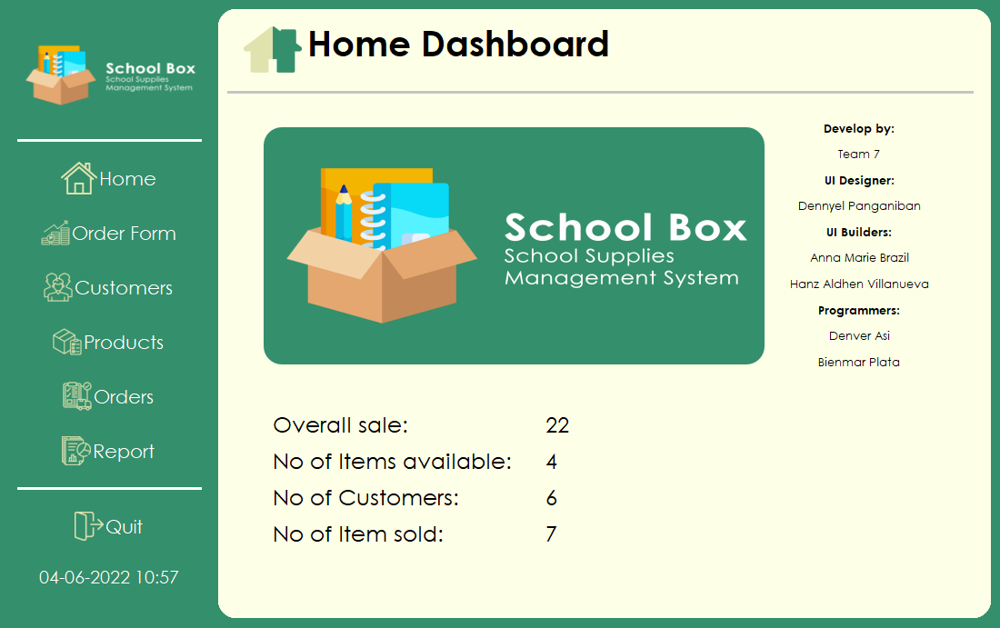 School Box
School Supplies
Management System
Home
Order Form
Customers
Products
Orders
Report
Quit
04-06-2022 10:57
Home Dashboard
School Box
School Supplies
Management System
Develop by:
Team 7
UI Designer:
Dennyel Panganiban
UI Builders:
Anna Marie Brazil
Hanz Aldhen Villanueva
Programmers:
Denver Asi
Bienmar Plata
Overall sale: 22
No of Items available: 4
No of Customers: 6
No of Item sold: 7